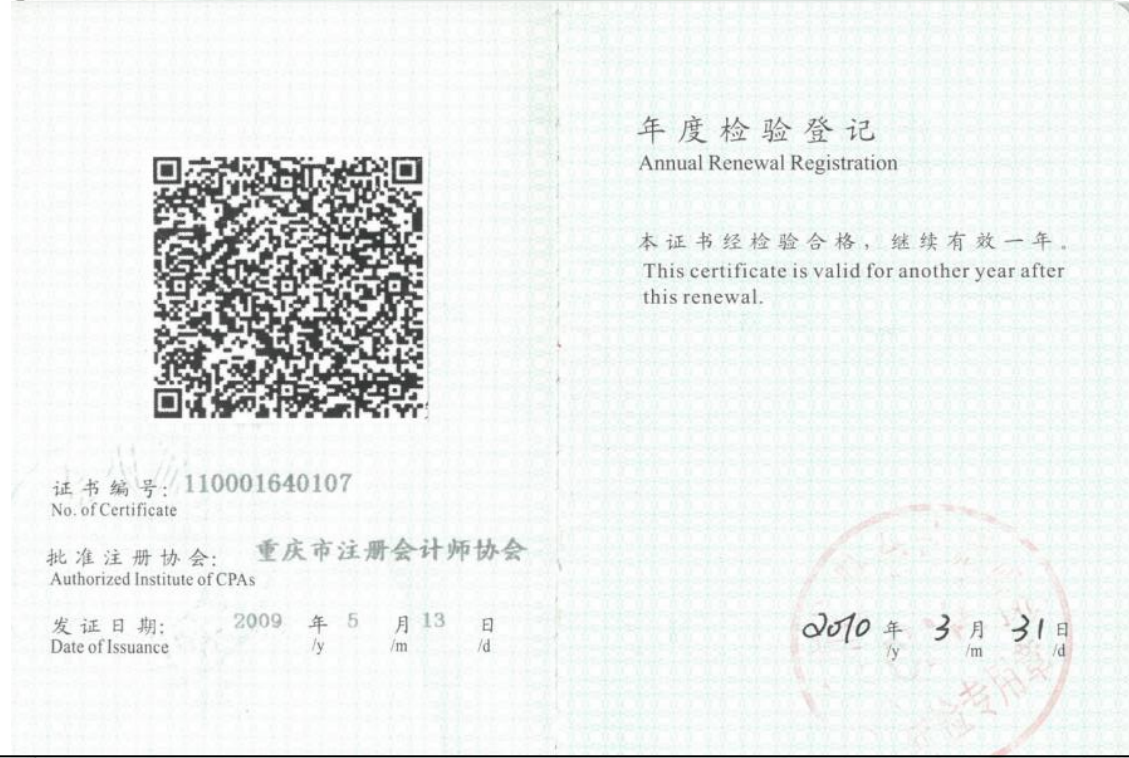 证书编号: 110001640107
No. of Certificate
批准注册协会: 重庆市注册会计师协会
Authorized Institute of CPAs
发证日期: 2009 年 5 月 13 日
Date of Issuance /y /m /d
年度检验登记
Annual Renewal Registration
本证书经检验合格，继续有效一年。
This certificate is valid for another year after
this renewal.
2010 年 3 月 31 日
/y /m /d
专用章